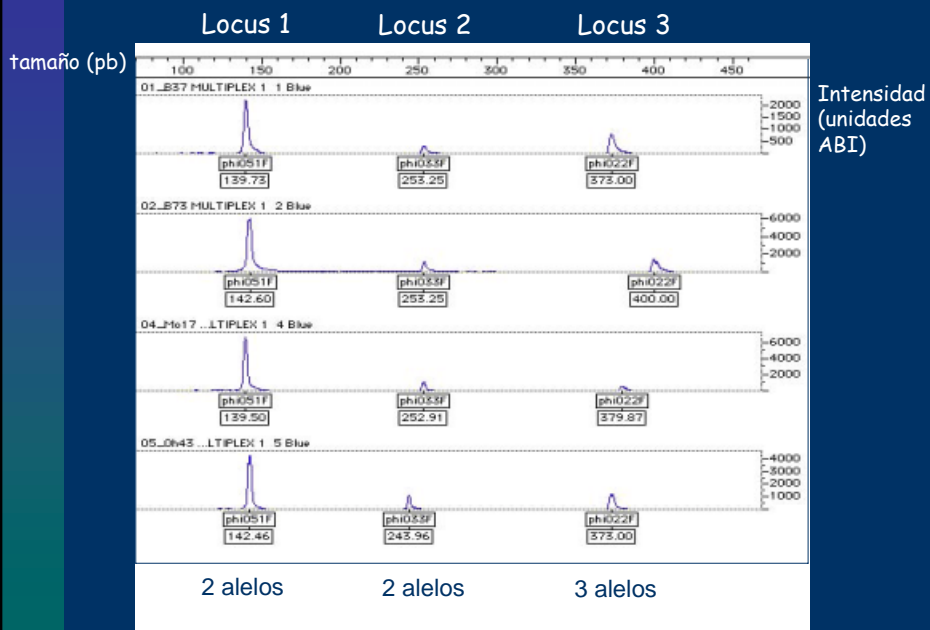 Locus 1 Locus 2 Locus 3
tamaño (pb)
100 150 200 250 300 350 400 450
Intensidad
(unidades
ABI)
01_B37 MULTIPLEX 1 1 Blue
2000
1500
1000
500
phi051F phi033F phi022F
139.73 253.25 373.00
02_B73 MULTIPLEX 1 2 Blue
6000
4000
2000
phi051F phi033F phi022F
142.60 253.25 400.00
04_Mo17 ...LTIPLEX 1 4 Blue
6000
4000
2000
phi051F phi033F phi022F
139.50 252.91 379.87
05_Oh43 ...LTIPLEX 1 5 Blue
4000
3000
2000
1000
phi051F phi033F phi022F
142.46 243.96 373.00
2 alelos 2 alelos 3 alelos